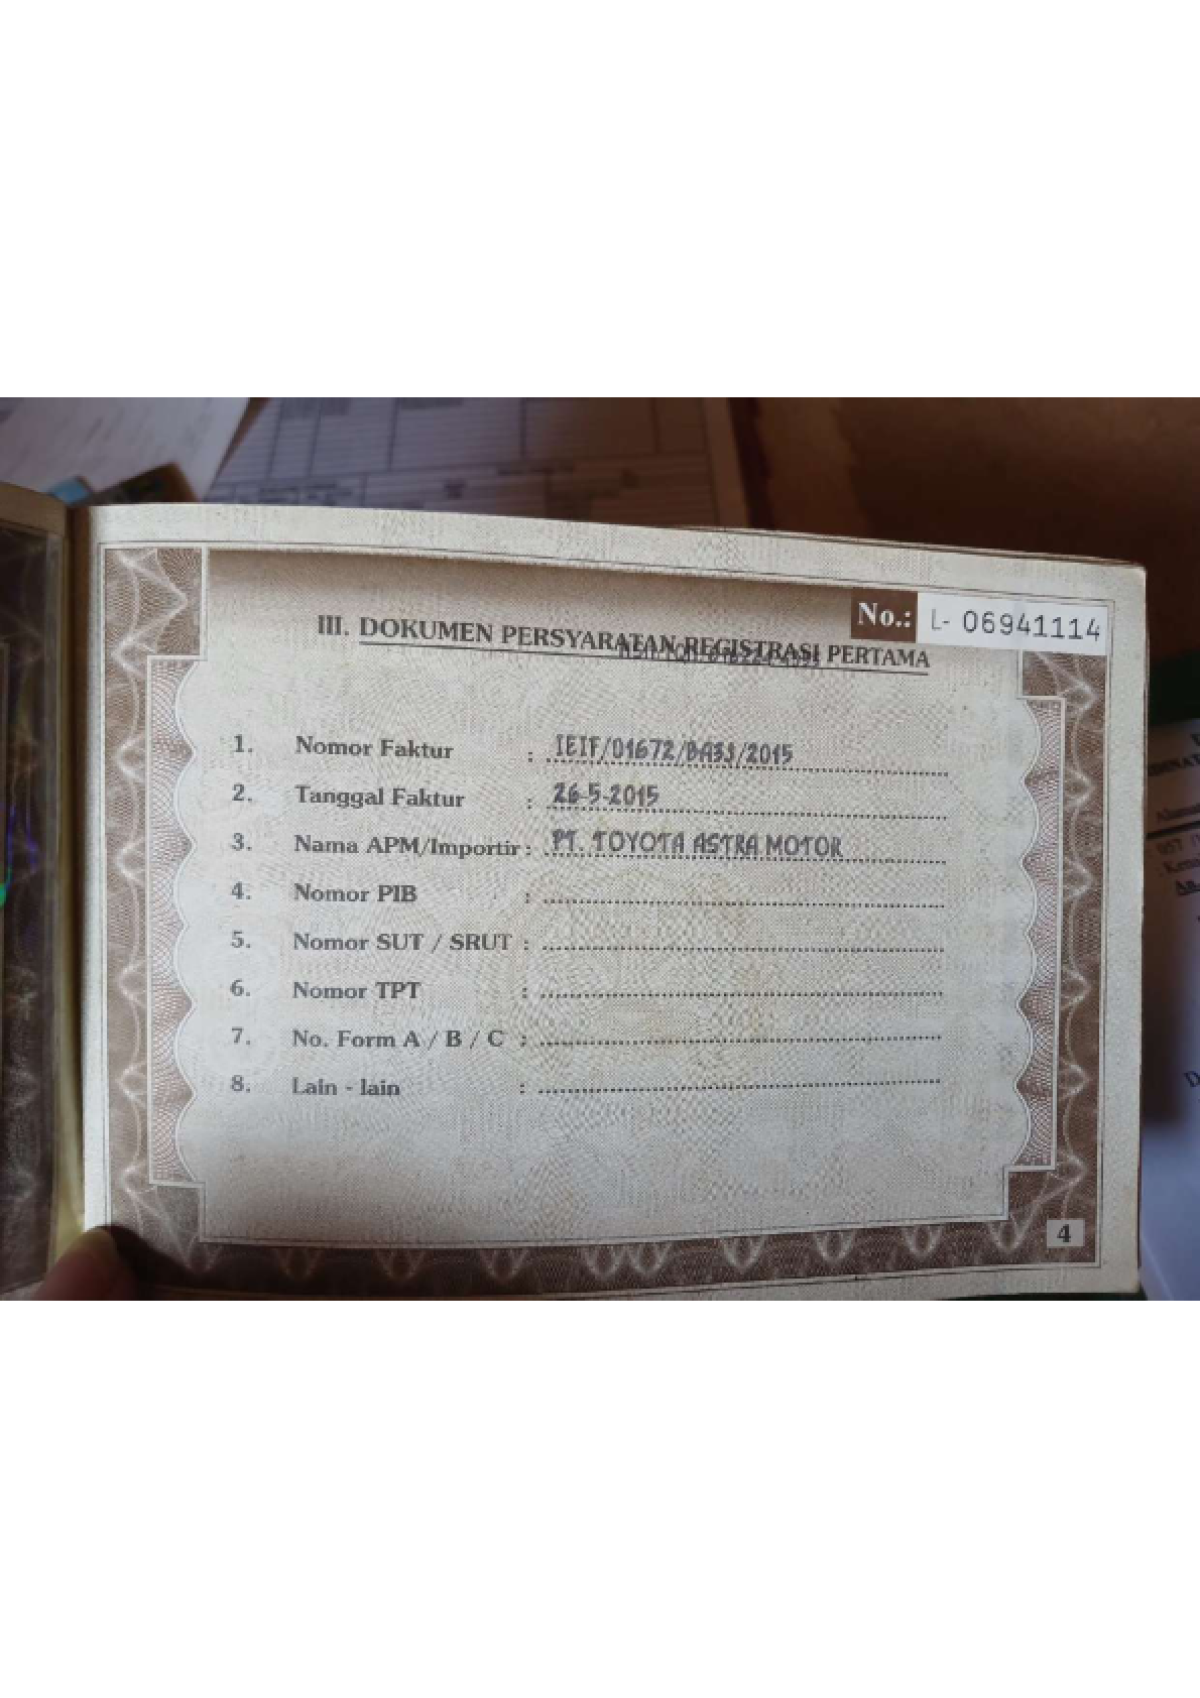 No.: L- 06941114
III. DOKUMEN PERSYARATAN REGISTRASI PERTAMA
1. Nomor Faktur : IEIF/01672/BA33/2015
2. Tanggal Faktur : 26-5-2015
3. Nama APM/Importir : PT. TOYOTA ASTRA MOTOR
4. Nomor PIB :
5. Nomor SUT / SRUT :
6. Nomor TPT :
7. No. Form A / B / C :
8. Lain - lain :
4